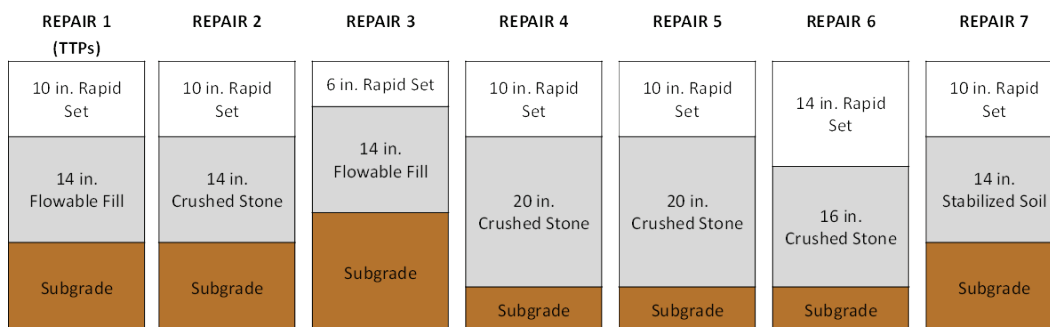 REPAIR 1
(TTPs)
10 in. Rapid
Set
14 in.
Flowable Fill
Subgrade
REPAIR 2
10 in. Rapid
Set
14 in.
Crushed Stone
Subgrade
REPAIR 3
6 in. Rapid Set
14 in.
Flowable Fill
Subgrade
REPAIR 4
10 in. Rapid
Set
20 in.
Crushed Stone
Subgrade
REPAIR 5
10 in. Rapid
Set
20 in.
Crushed Stone
Subgrade
REPAIR 6
14 in. Rapid
Set
16 in.
Crushed Stone
Subgrade
REPAIR 7
10 in. Rapid
Set
14 in.
Stabilized Soil
Subgrade